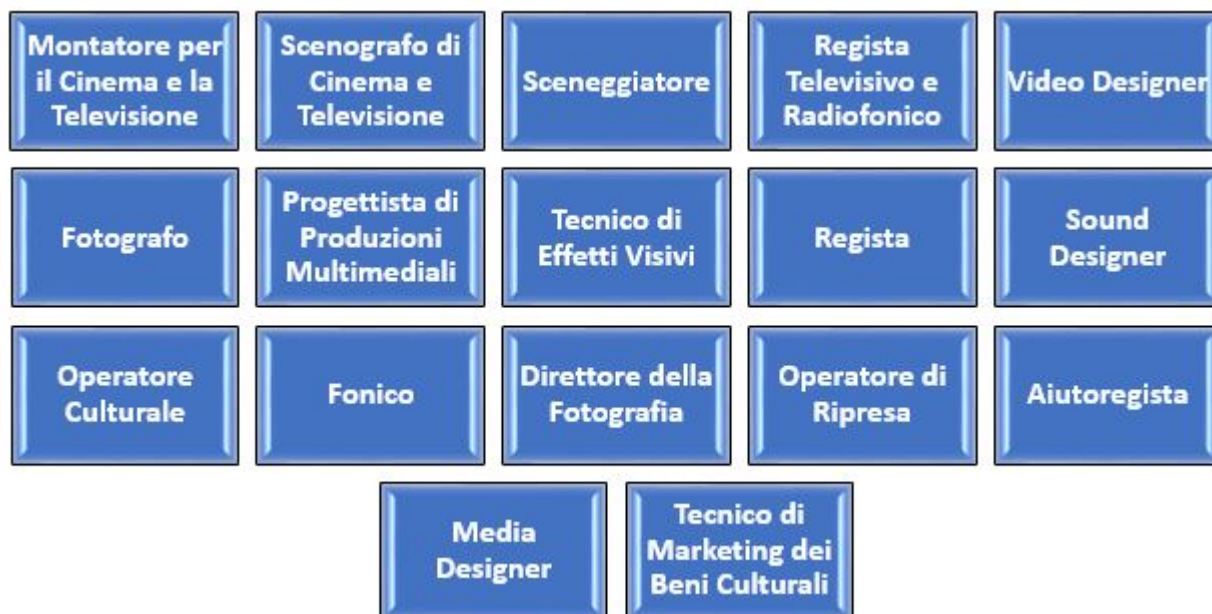 Montatore per
il Cinema e la
Televisione
Scenografo di
Cinema e
Televisione
Sceneggiatore
Regista
Televisivo e
Radiofonico
Video Designer
Fotografo
Progettista di
Produzioni
Multimediali
Tecnico di
Effetti Visivi
Regista
Sound
Designer
Operatore
Culturale
Fonico
Direttore della
Fotografia
Operatore di
Ripresa
Aiutoregista
Media
Designer
Tecnico di
Marketing dei
Beni Culturali